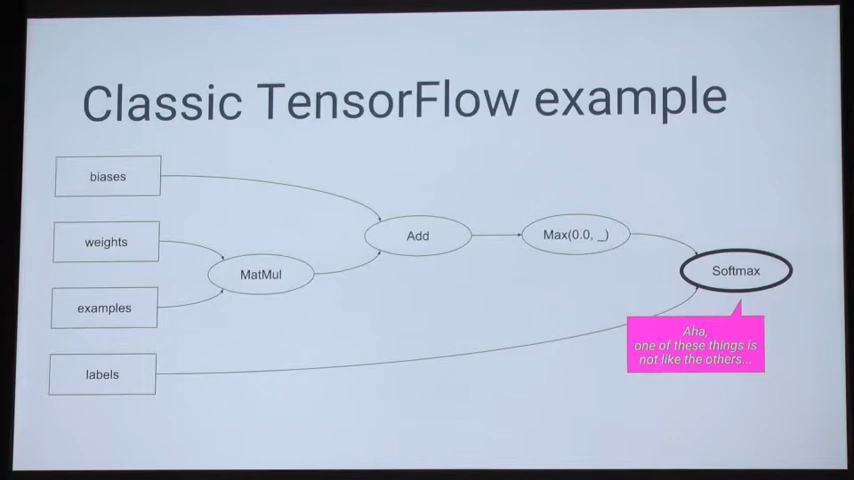 Classic TensorFlow example
biases
weights
examples
labels
MatMul
Add
Max(0.0, _)
Softmax
Aha,
one of these things is
not like the others...